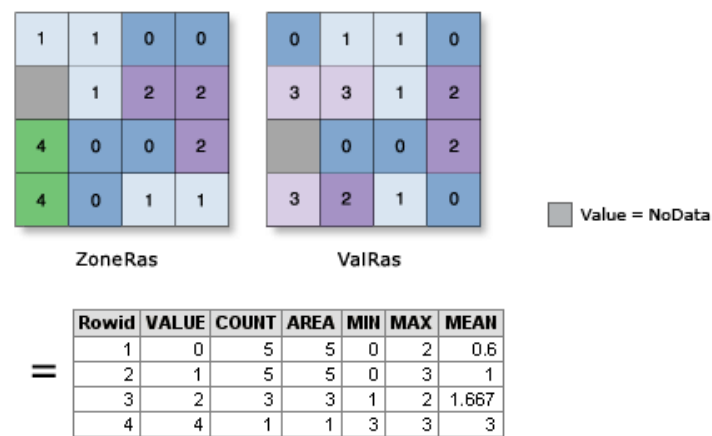 1 1 0 0
1 2 2
4 0 0 2
4 0 1 1
ZoneRas
0 1 1 0
3 3 1 2
0 0 2
3 2 1 0
ValRas
Value = NoData
=
Rowid VALUE COUNT AREA MIN MAX MEAN
1 0 5 5 0 2 0.6
2 1 5 5 0 3 1
3 2 3 3 1 2 1.667
4 4 1 1 3 3 3